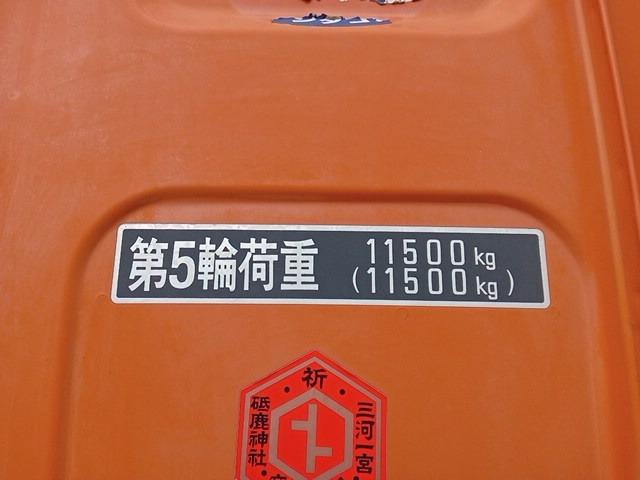 第5輪荷重
11500kg
(11500kg)
祈
三河一宮
砥鹿神社